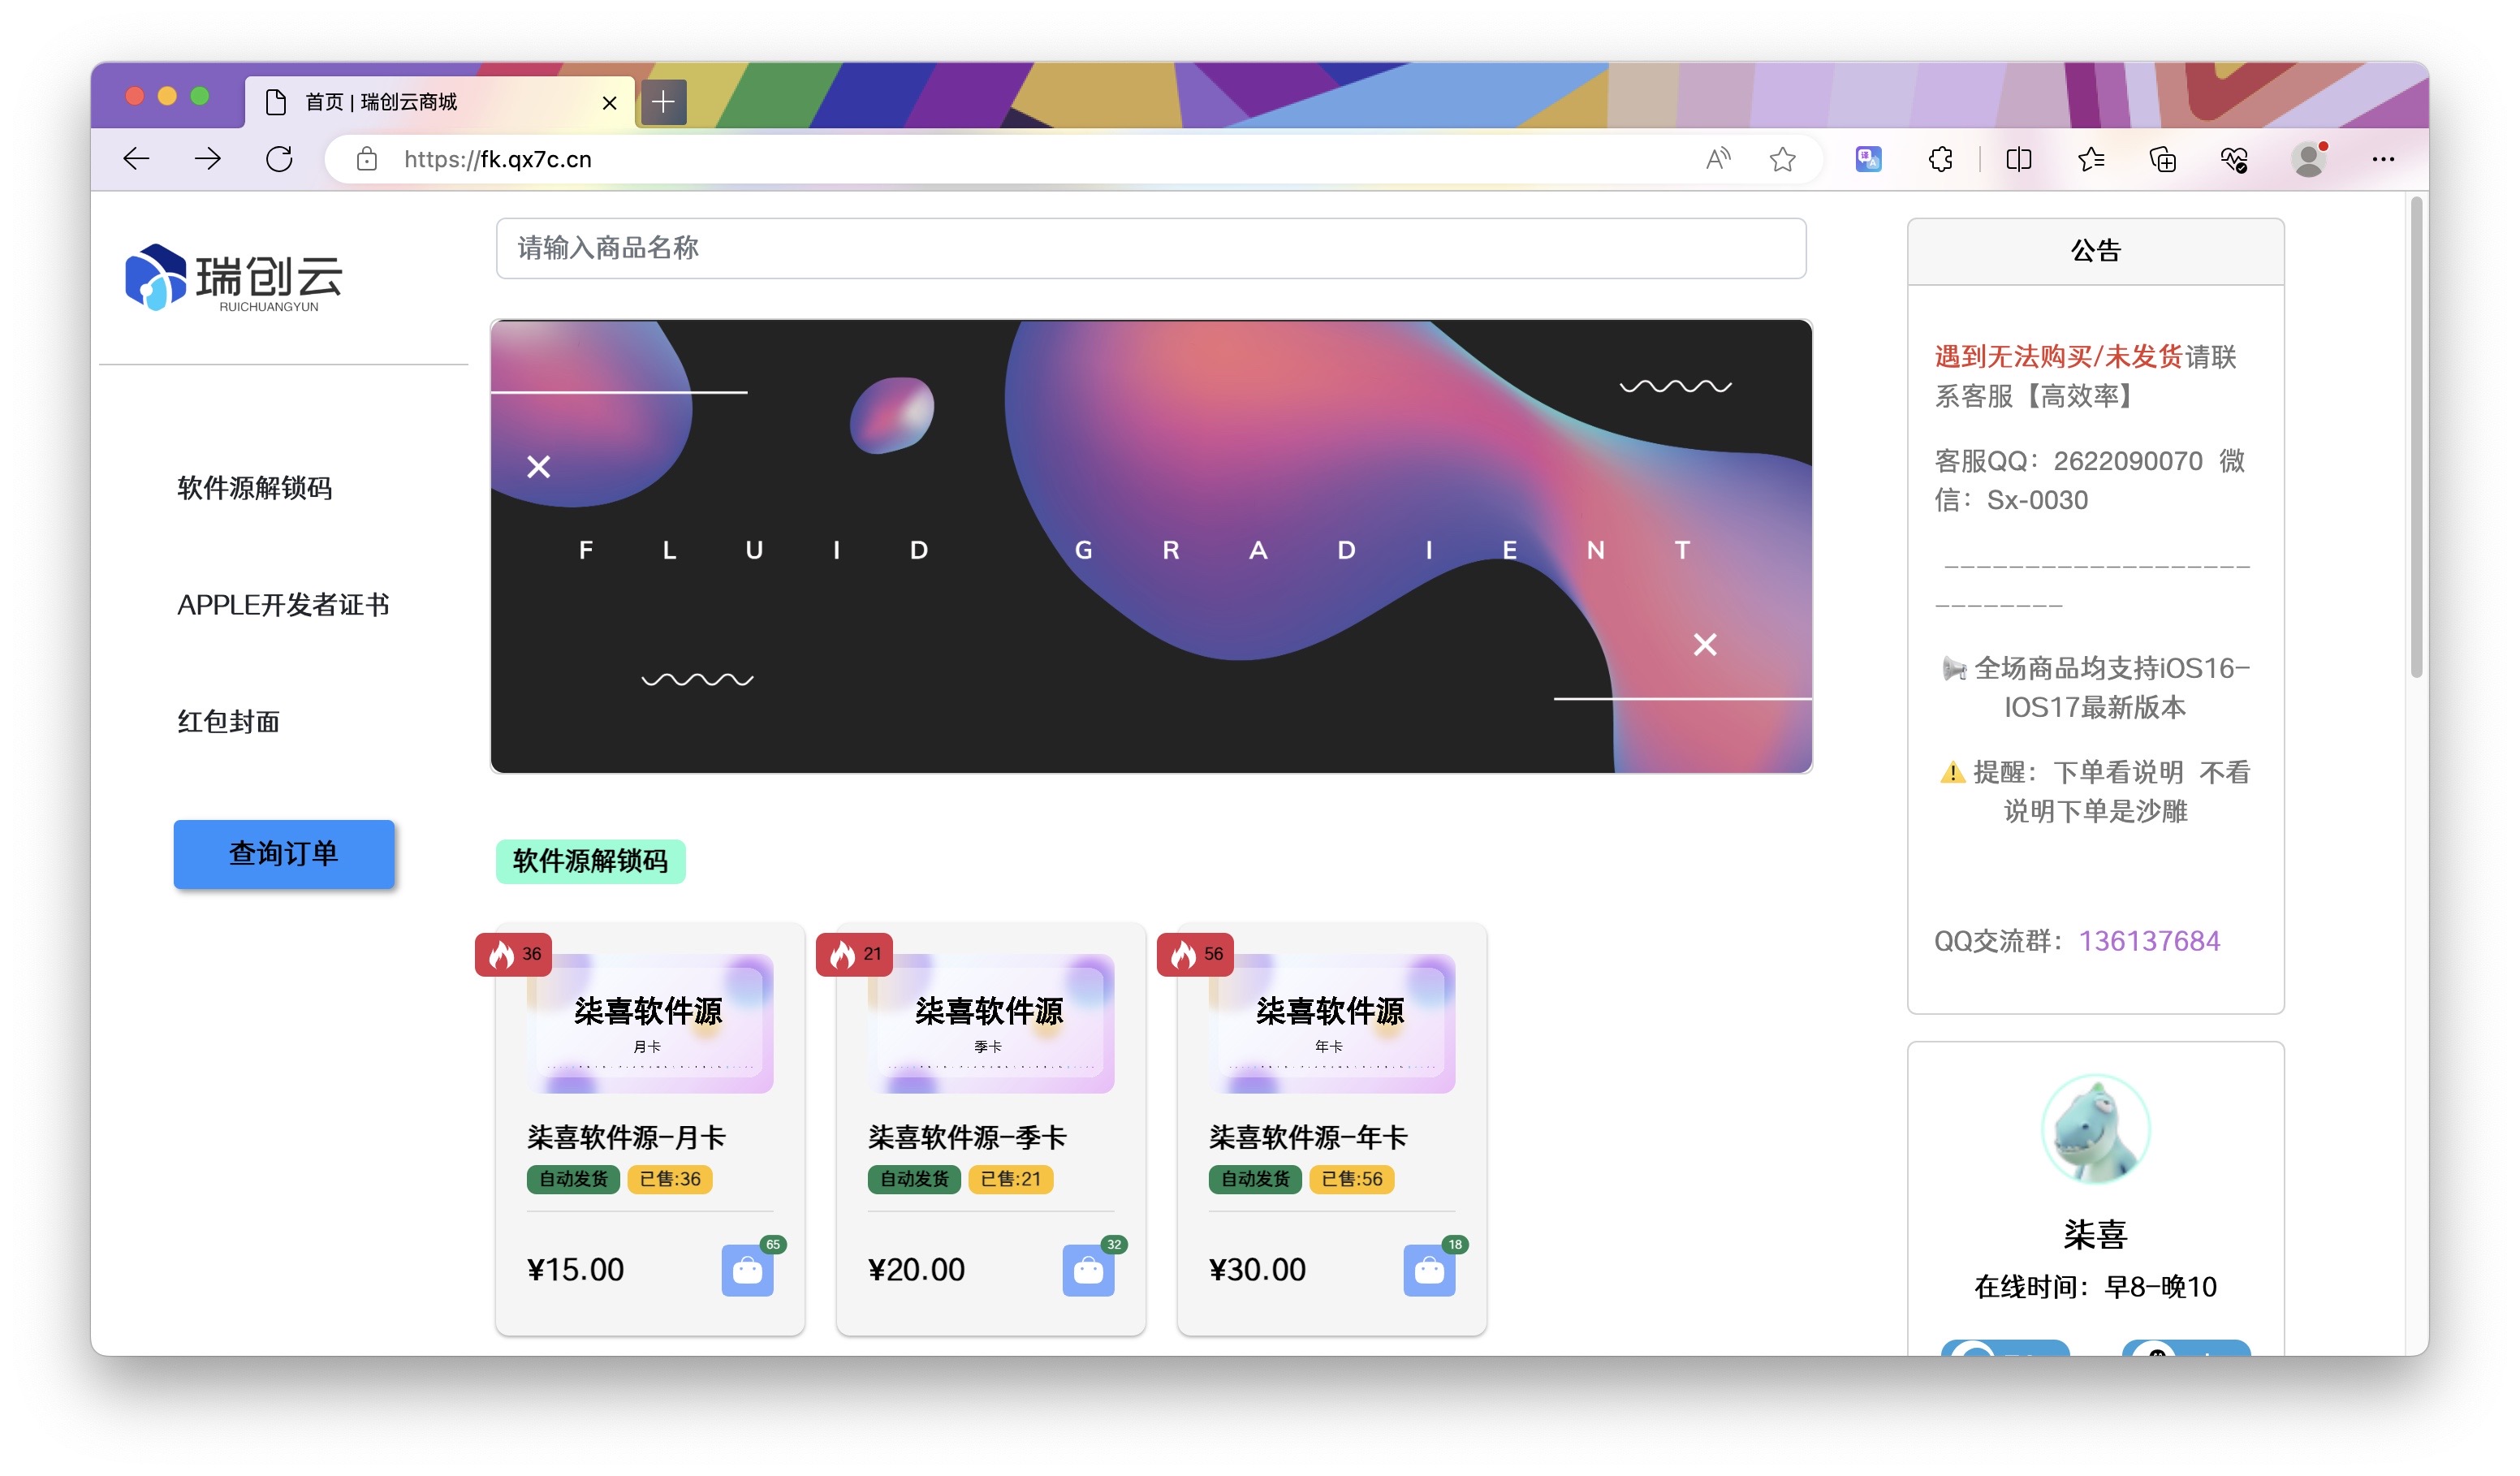 首页 | 瑞创云商城
https://fk.qx7c.cn
瑞创云
RUICHUANGYUN
软件源解锁码
APPLE开发者证书
红包封面
查询订单
请输入商品名称
FLUID GRADIENT
软件源解锁码
36
柒喜软件源
月卡
柒喜软件源-月卡
自动发货 已售:36
¥15.00
65
21
柒喜软件源
季卡
柒喜软件源-季卡
自动发货 已售:21
¥20.00
32
56
柒喜软件源
年卡
柒喜软件源-年卡
自动发货 已售:56
¥30.00
18
公告
遇到无法购买/未发货请联
系客服【高效率】
客服QQ：2622090070 微
信：Sx-0030
-------------------
--------
📢 全场商品均支持iOS16-
IOS17最新版本
⚠️ 提醒：下单看说明 不看
说明下单是沙雕
QQ交流群：136137684
柒喜
在线时间：早8-晚10